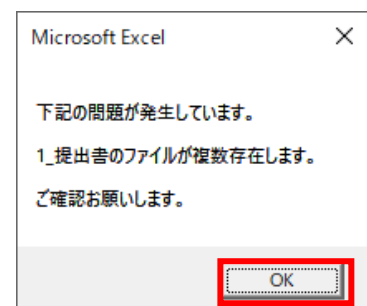 Microsoft Excel
下記の問題が発生しています。
1_提出書のファイルが複数存在します。
ご確認お願いします。
OK